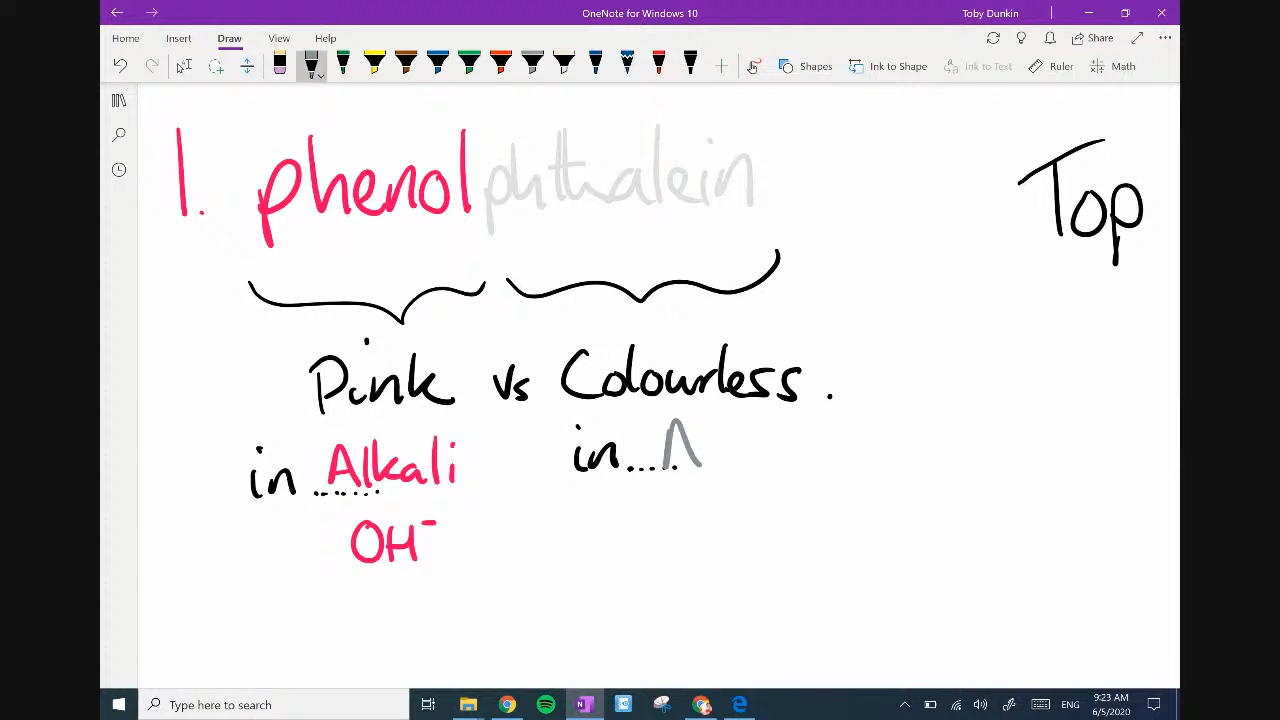 OneNote for Windows 10
Toby Dunkin
Home Insert Draw View Help
Share
Shapes Ink to Shape Ink to Text Ruler Math
1. phenolphthalein
Top
Pink vs Colourless.
in Alkali
in.....
OH⁻
Type here to search
ENG
9:23 AM
6/5/2020